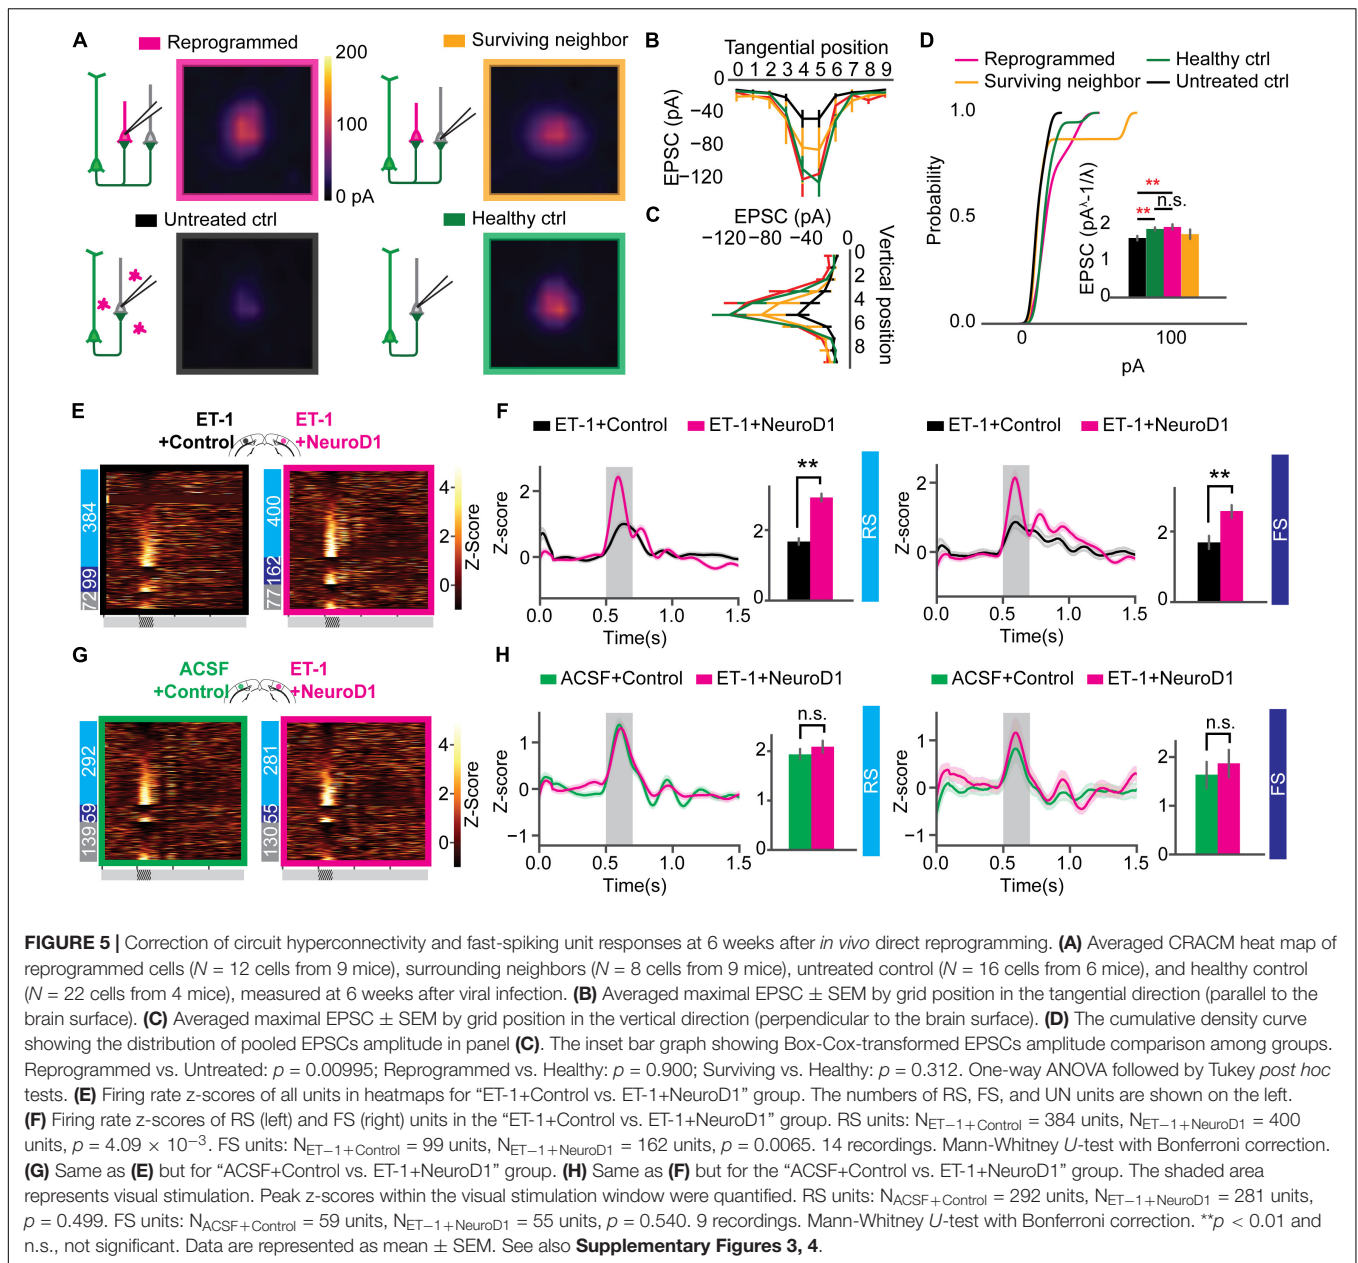 A
Reprogrammed
Surviving neighbor
200
100
0 pA
Untreated ctrl
Healthy ctrl
B
Tangential position
0 1 2 3 4 5 6 7 8 9
0
−40
−80
−120
EPSC (pA)
C
EPSC (pA)
−120 −80 −40 0
0
2
4
6
8
Vertical position
D
Reprogrammed
Healthy ctrl
Surviving neighbor
Untreated ctrl
1.0
0.5
0.0
Probability
0
100
pA
EPSC (pA^λ-1/λ)
2
1
0
**
**
n.s.
E
ET-1
+Control
ET-1
+NeuroD1
384
99
72
400
162
77
4
2
0
Z-Score
F
ET-1+Control
ET-1+NeuroD1
2
0
Z-score
0.0 0.5 1.0 1.5
Time(s)
**
2
0
RS
ET-1+Control
ET-1+NeuroD1
2
0
Z-score
0.0 0.5 1.0 1.5
Time(s)
**
2
0
FS
G
ACSF
+Control
ET-1
+NeuroD1
292
59
139
281
55
130
4
2
0
Z-Score
H
ACSF+Control
ET-1+NeuroD1
1
0
−1
Z-score
0.0 0.5 1.0 1.5
Time(s)
n.s.
2
1
0
RS
ACSF+Control
ET-1+NeuroD1
1
0
−1
Z-score
0.0 0.5 1.0 1.5
Time(s)
n.s.
2
1
0
FS
FIGURE 5 | Correction of circuit hyperconnectivity and fast-spiking unit responses at 6 weeks after in vivo direct reprogramming. (A) Averaged CRACM heat map of
reprogrammed cells (N = 12 cells from 9 mice), surrounding neighbors (N = 8 cells from 9 mice), untreated control (N = 16 cells from 6 mice), and healthy control
(N = 22 cells from 4 mice), measured at 6 weeks after viral infection. (B) Averaged maximal EPSC ± SEM by grid position in the tangential direction (parallel to the
brain surface). (C) Averaged maximal EPSC ± SEM by grid position in the vertical direction (perpendicular to the brain surface). (D) The cumulative density curve
showing the distribution of pooled EPSCs amplitude in panel (C). The inset bar graph showing Box-Cox-transformed EPSCs amplitude comparison among groups.
Reprogrammed vs. Untreated: p = 0.00995; Reprogrammed vs. Healthy: p = 0.900; Surviving vs. Healthy: p = 0.312. One-way ANOVA followed by Tukey post hoc
tests. (E) Firing rate z-scores of all units in heatmaps for “ET-1+Control vs. ET-1+NeuroD1” group. The numbers of RS, FS, and UN units are shown on the left.
(F) Firing rate z-scores of RS (left) and FS (right) units in the “ET-1+Control vs. ET-1+NeuroD1” group. RS units: N_ET−1+Control = 384 units, N_ET−1+NeuroD1 = 400
units, p = 4.09 × 10⁻³. FS units: N_ET−1+Control = 99 units, N_ET−1+NeuroD1 = 162 units, p = 0.0065. 14 recordings. Mann-Whitney U-test with Bonferroni correction.
(G) Same as (E) but for “ACSF+Control vs. ET-1+NeuroD1” group. (H) Same as (F) but for the “ACSF+Control vs. ET-1+NeuroD1” group. The shaded area
represents visual stimulation. Peak z-scores within the visual stimulation window were quantified. RS units: N_ACSF+Control = 292 units, N_ET−1+NeuroD1 = 281 units,
p = 0.499. FS units: N_ACSF+Control = 59 units, N_ET−1+NeuroD1 = 55 units, p = 0.540. 9 recordings. Mann-Whitney U-test with Bonferroni correction. **p < 0.01 and
n.s., not significant. Data are represented as mean ± SEM. See also Supplementary Figures 3, 4.